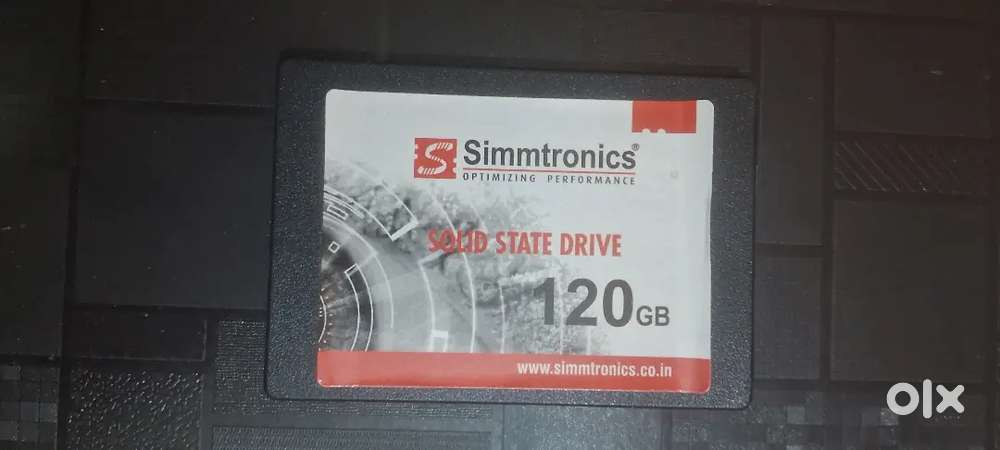 Simmtronics®
OPTIMIZING PERFORMANCE
SOLID STATE DRIVE
120GB
www.simmtronics.co.in
olx